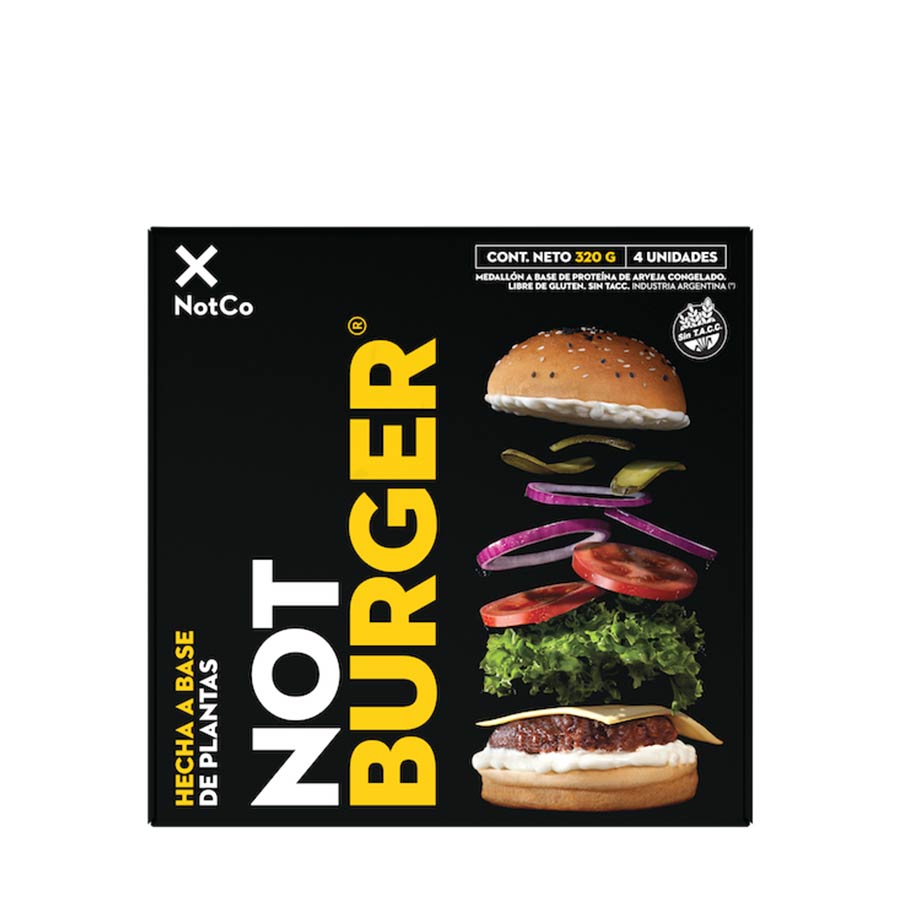 NotCo
CONT. NETO 320 G 4 UNIDADES
MEDALLÓN A BASE DE PROTEÍNA DE ARVEJA CONGELADO.
LIBRE DE GLUTEN. SIN TACC. INDUSTRIA ARGENTINA (*)
Sin T.A.C.C.
NOT
BURGER®
HECHA A BASE
DE PLANTAS